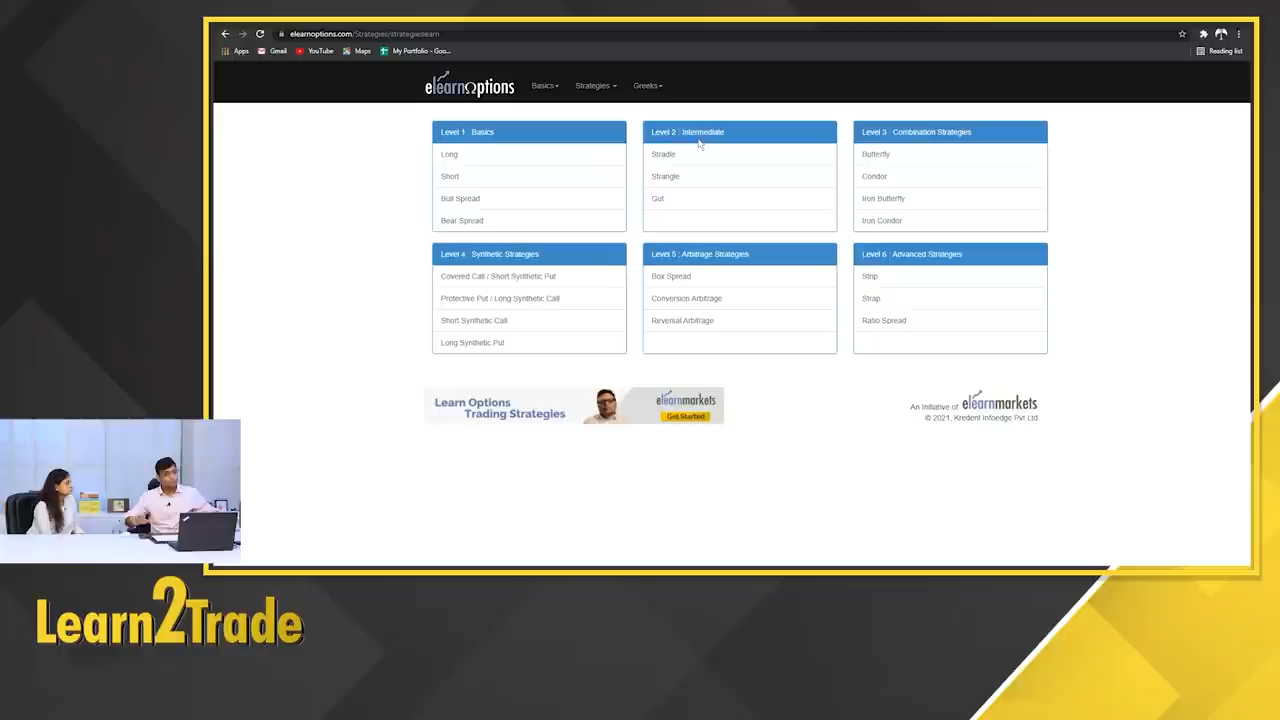 elearnoptions.com/Strategies/strategieslearn
Apps Gmail YouTube Maps My Portfolio - Goo... Reading list
elearnΩptions Basics Strategies Greeks
Level 1 : Basics
Long
Short
Bull Spread
Bear Spread
Level 2 : Intermediate
Stradle
Strangle
Gut
Level 3 : Combination Strategies
Butterfly
Condor
Iron Butterfly
Iron Condor
Level 4 : Synthetic Strategies
Covered Call / Short Synthetic Put
Protective Put / Long Synthetic Call
Short Synthetic Call
Long Synthetic Put
Level 5 : Arbitrage Strategies
Box Spread
Conversion Arbitrage
Reversal Arbitrage
Level 6 : Advanced Strategies
Strip
Strap
Ratio Spread
Learn Options
Trading Strategies
elearnmarkets
Get Started
An Initiative of elearnmarkets
© 2021, Kredent Infoedge Pvt Ltd.
Learn2Trade